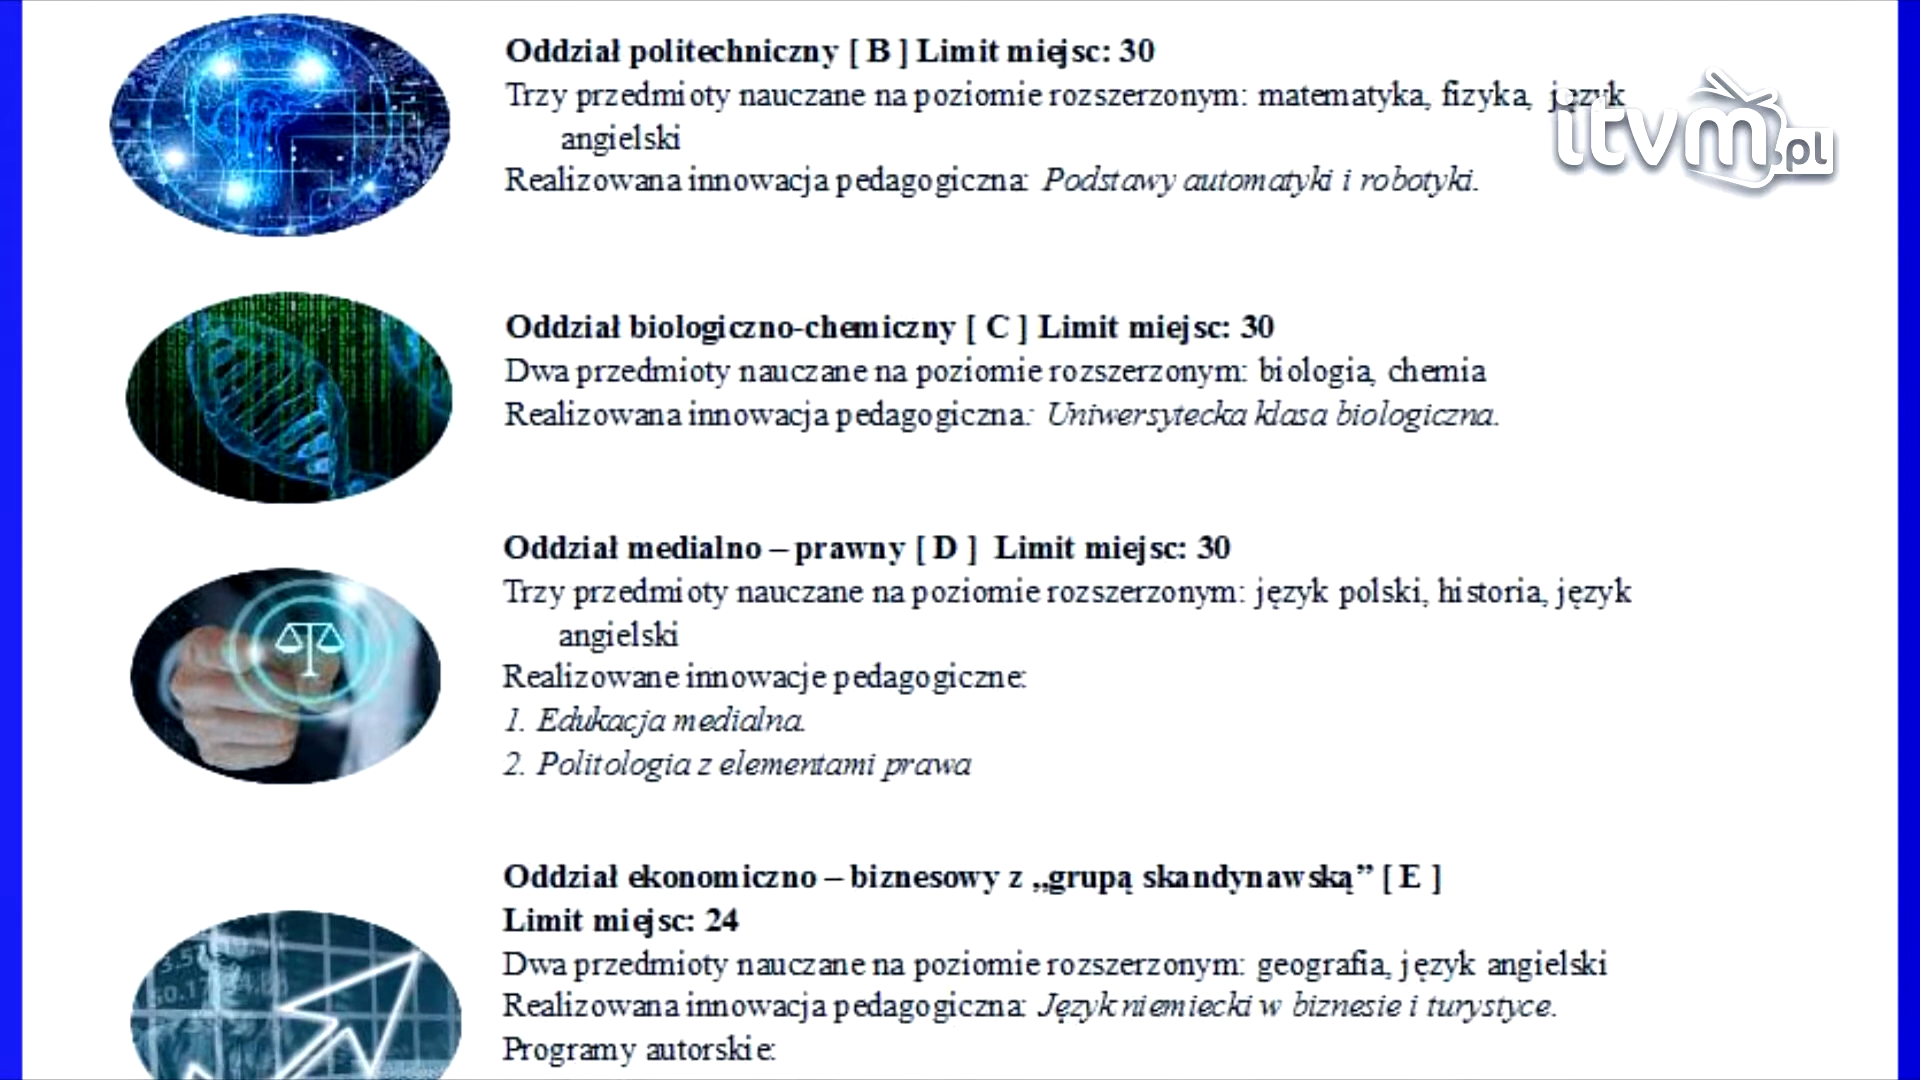 Oddział politechniczny [ B ] Limit miejsc: 30
Trzy przedmioty nauczane na poziomie rozszerzonym: matematyka, fizyka, język
angielski
Realizowana innowacja pedagogiczna: Podstawy automatyki i robotyki.
itvm.pl
Oddział biologiczno-chemiczny [ C ] Limit miejsc: 30
Dwa przedmioty nauczane na poziomie rozszerzonym: biologia, chemia
Realizowana innowacja pedagogiczna: Uniwersytecka klasa biologiczna.
Oddział medialno – prawny [ D ] Limit miejsc: 30
Trzy przedmioty nauczane na poziomie rozszerzonym: język polski, historia, język
angielski
Realizowane innowacje pedagogiczne:
1. Edukacja medialna.
2. Politologia z elementami prawa
Oddział ekonomiczno – biznesowy z „grupą skandynawską” [ E ]
Limit miejsc: 24
Dwa przedmioty nauczane na poziomie rozszerzonym: geografia, język angielski
Realizowana innowacja pedagogiczna: Język niemiecki w biznesie i turystyce.
Programy autorskie: